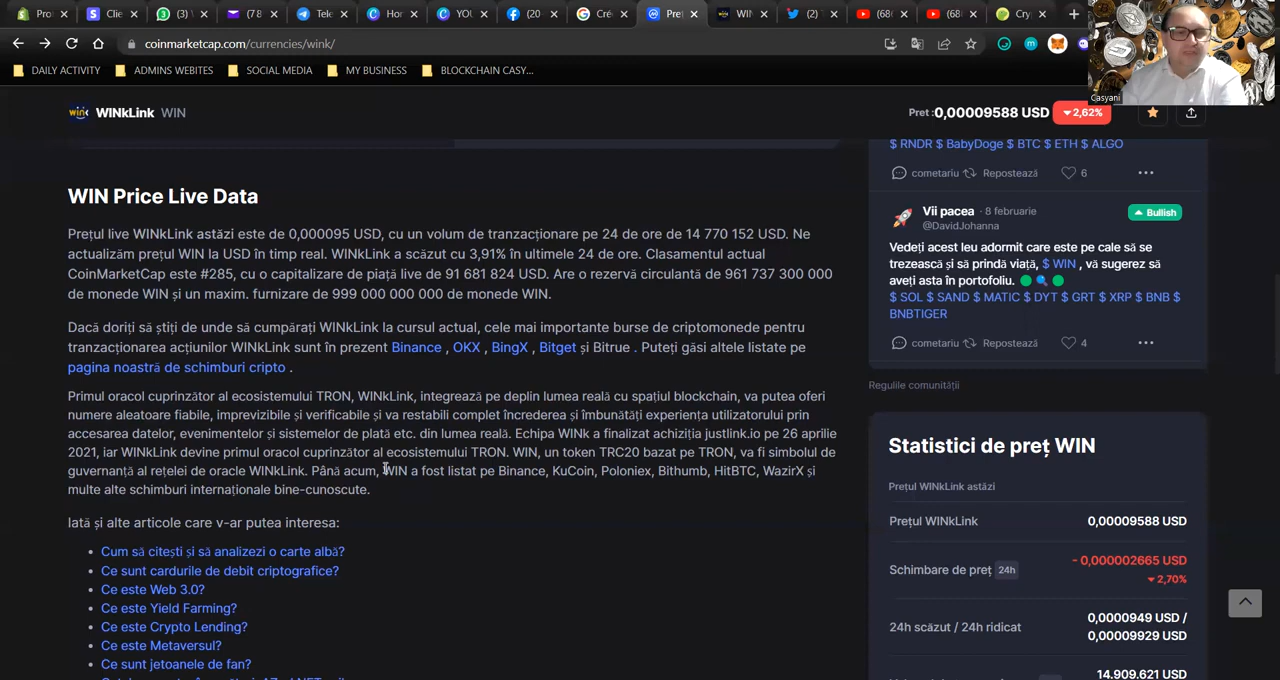 Pro
Clie
(3)
(7 8
Tele
Hor
YOU
(20
Cre
Pre
WIN
(2)
(68
(68
Cry
coinmarketcap.com/currencies/wink/
DAILY ACTIVITY
ADMINS WEBITES
SOCIAL MEDIA
MY BUSINESS
BLOCKCHAIN CASY...
Casyani
WINkLink WIN
Pret : 0,00009588 USD
2,62%
WIN Price Live Data
Prețul live WINkLink astăzi este de 0,000095 USD, cu un volum de tranzacționare pe 24 de ore de 14 770 152 USD. Ne
actualizăm prețul WIN la USD în timp real. WINkLink a scăzut cu 3,91% în ultimele 24 de ore. Clasamentul actual
CoinMarketCap este #285, cu o capitalizare de piață live de 91 681 824 USD. Are o rezervă circulantă de 961 737 300 000
de monede WIN și un maxim. furnizare de 999 000 000 000 de monede WIN.
Dacă doriți să știți de unde să cumpărați WINkLink la cursul actual, cele mai importante burse de criptomonede pentru
tranzacționarea acțiunilor WINkLink sunt în prezent Binance , OKX , BingX , Bitget și Bitrue . Puteți găsi altele listate pe
pagina noastră de schimburi cripto .
Primul oracol cuprinzător al ecosistemului TRON, WINkLink, integrează pe deplin lumea reală cu spațiul blockchain, va putea oferi
numere aleatoare fiabile, imprevizibile și verificabile și va restabili complet încrederea și îmbunătăți experiența utilizatorului prin
accesarea datelor, evenimentelor și sistemelor de plată etc. din lumea reală. Echipa WINk a finalizat achiziția justlink.io pe 26 aprilie
2021, iar WINkLink devine primul oracol cuprinzător al ecosistemului TRON. WIN, un token TRC20 bazat pe TRON, va fi simbolul de
guvernanță al rețelei de oracle WINkLink. Până acum, WIN a fost listat pe Binance, KuCoin, Poloniex, Bithumb, HitBTC, WazirX și
multe alte schimburi internaționale bine-cunoscute.
Iată și alte articole care v-ar putea interesa:
Cum să citești și să analizezi o carte albă?
Ce sunt cardurile de debit criptografice?
Ce este Web 3.0?
Ce este Yield Farming?
Ce este Crypto Lending?
Ce este Metaversul?
Ce sunt jetoanele de fan?
$ RNDR $ BabyDoge $ BTC $ ETH $ ALGO
cometariu Repostează 6
Vii pacea · 8 februarie
Bullish
@DavidJohanna
Vedeți acest leu adormit care este pe cale să se
trezească și să prindă viață, $ WIN , vă sugerez să
aveți asta în portofoliu.
$ SOL $ SAND $ MATIC $ DYT $ GRT $ XRP $ BNB $
BNBTIGER
cometariu Repostează 4
Regulile comunității
Statistici de preț WIN
Prețul WINkLink astăzi
Prețul WINkLink 0,00009588 USD
Schimbare de preț 24h - 0,000002665 USD
2,70%
24h scăzut / 24h ridicat 0,0000949 USD /
0,00009929 USD
14.909.621 USD